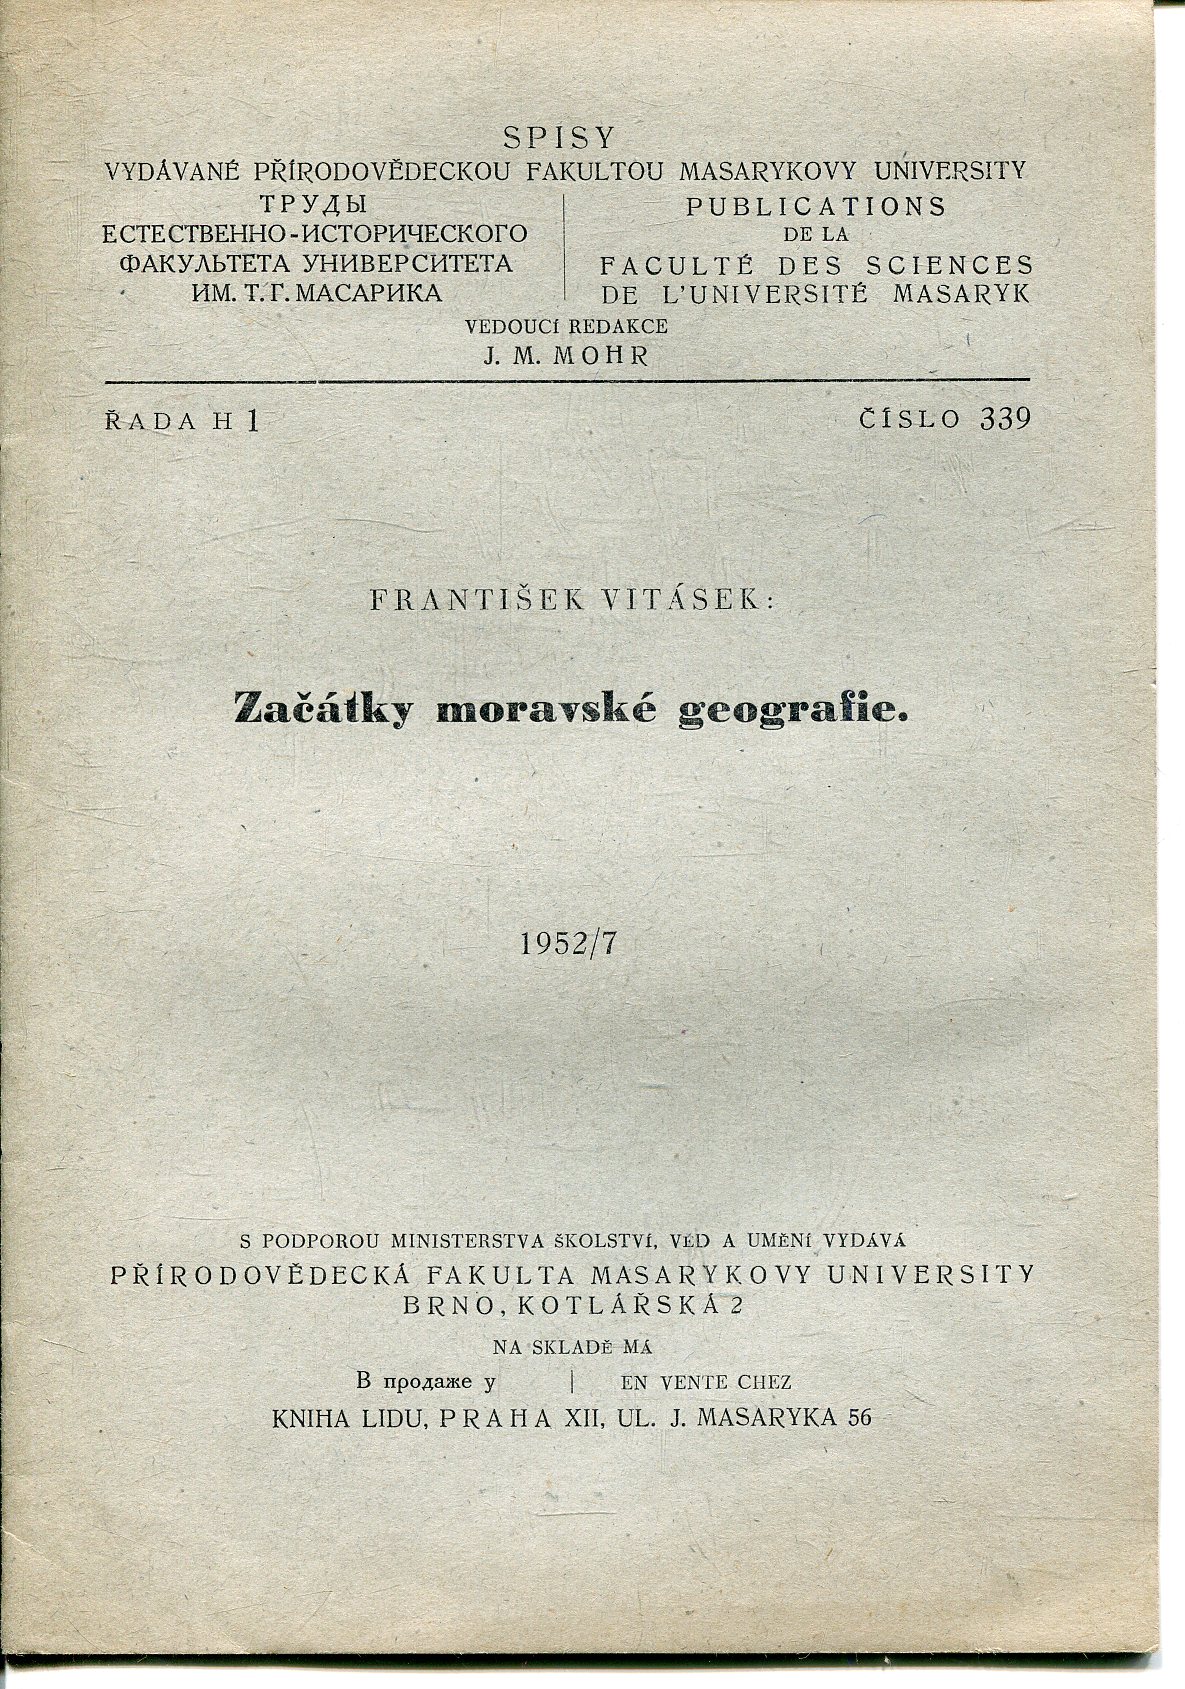 SPISY
VYDÁVANÉ PŘÍRODOVĚDECKOU FAKULTOU MASARYKOVY UNIVERSITY
ТРУДЫ
ЕСТЕСТВЕННО-ИСТОРИЧЕСКОГО
ФАКУЛЬТЕТА УНИВЕРСИТЕТА
ИМ. Т. Г. МАСАРИКА
PUBLICATIONS
DE LA
FACULTÉ DES SCIENCES
DE L'UNIVERSITÉ MASARYK
VEDOUCÍ REDAKCE
J. M. MOHR
ŘADA H 1
ČÍSLO 339
FRANTIŠEK VITÁSEK:
Začátky moravské geografie.
1952/7
S PODPOROU MINISTERSTVA ŠKOLSTVÍ, VĚD A UMĚNÍ VYDÁVÁ
PŘÍRODOVĚDECKÁ FAKULTA MASARYKOVY UNIVERSITY
BRNO, KOTLÁŘSKÁ 2
NA SKLADĚ MÁ
В продаже у | EN VENTE CHEZ
KNIHA LIDU, PRAHA XII, UL. J. MASARYKA 56